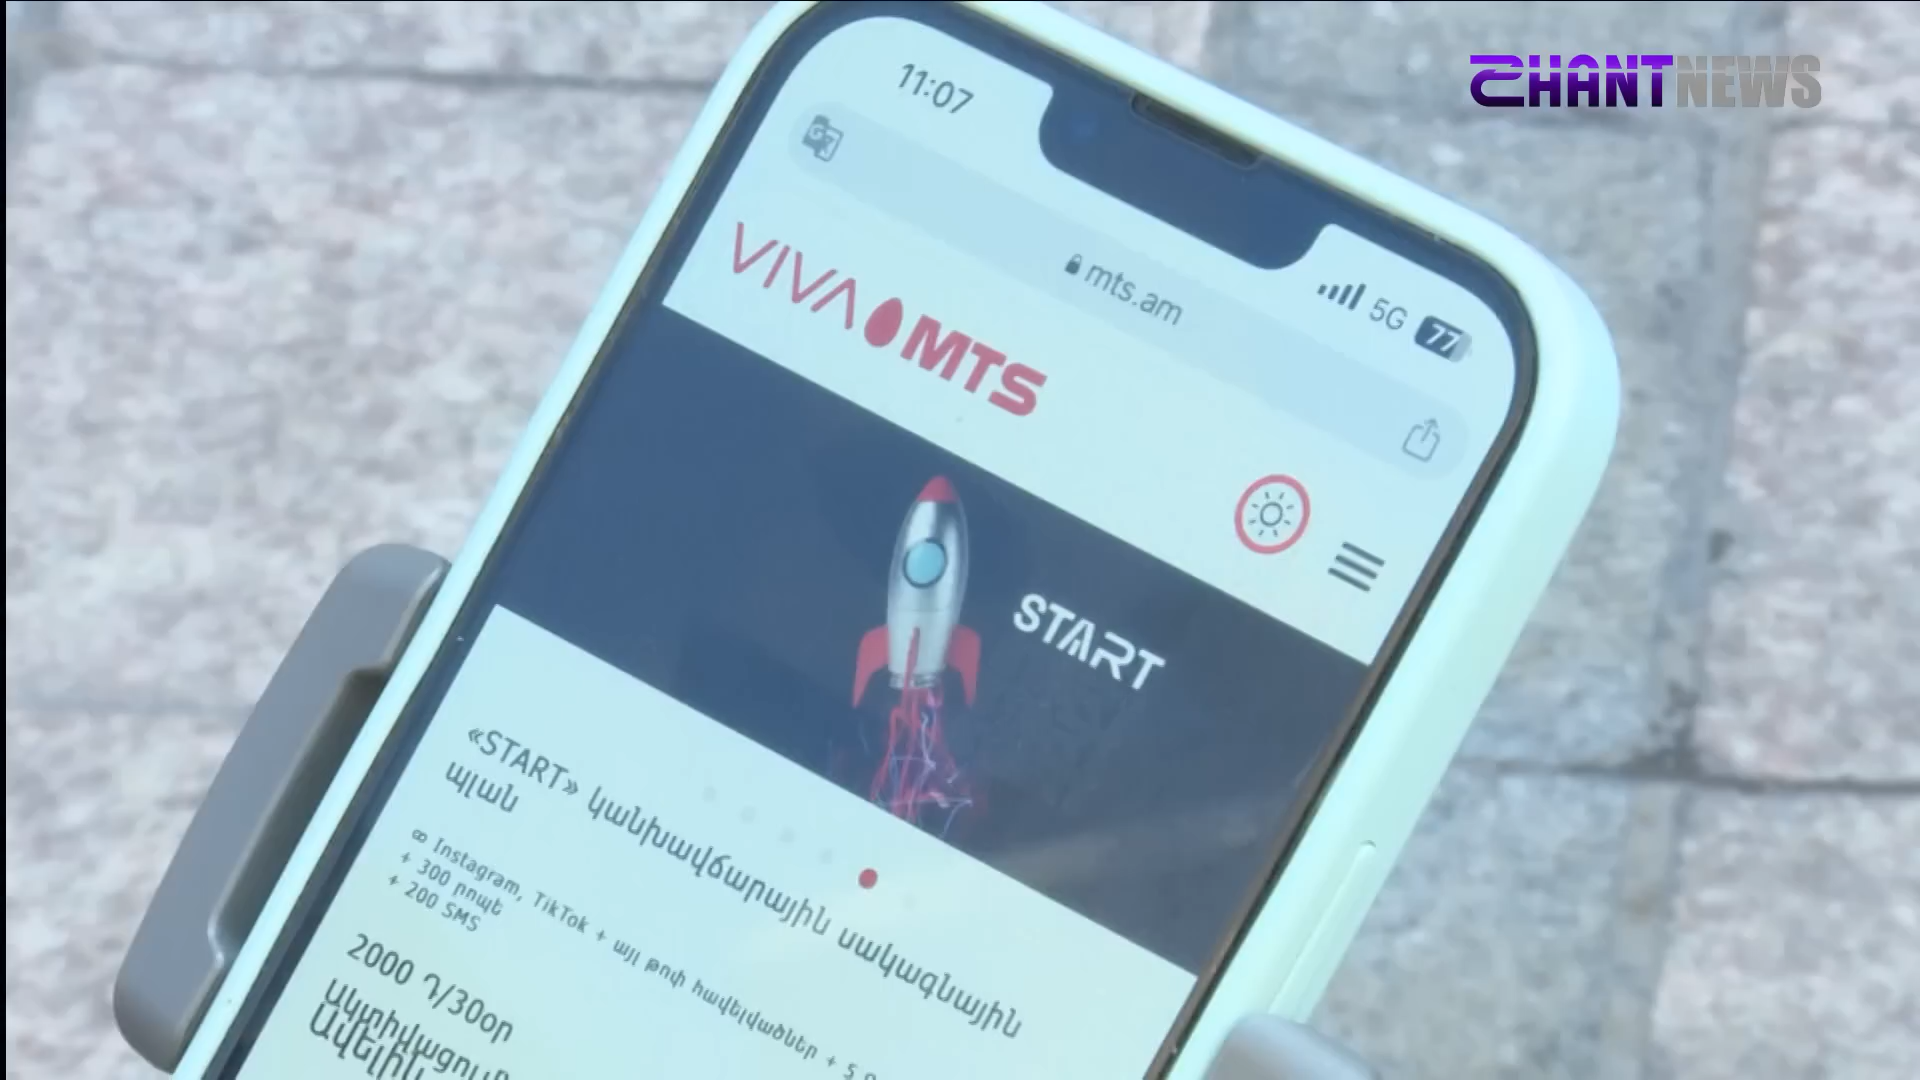 SHANTNEWS
11:07
5G 77
mts.am
VIVA MTS
START
«START» կանխավճարային սակագնային
պլան
∞ Instagram, TikTok + այլ թոփ հավելվածներ + 5
+ 300 րոպե
+ 200 SMS
2000 Դ/30օր